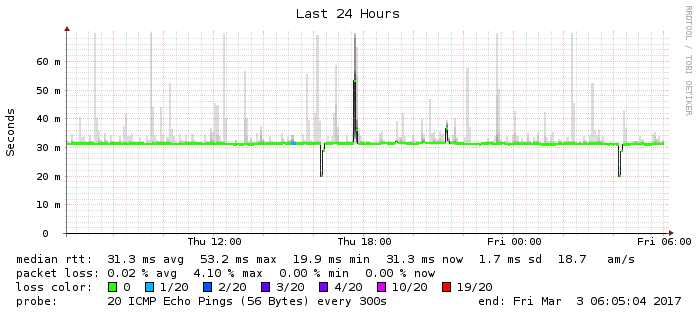 Last 24 Hours
RRDTOOL / TOBI OETIKER
Seconds
60 m
50 m
40 m
30 m
20 m
10 m
0
Thu 12:00 Thu 18:00 Fri 00:00 Fri 06:00
median rtt: 31.3 ms avg 53.2 ms max 19.9 ms min 31.3 ms now 1.7 ms sd 18.7 am/s
packet loss: 0.02 % avg 4.10 % max 0.00 % min 0.00 % now
loss color: 0 1/20 2/20 3/20 4/20 10/20 19/20
probe: 20 ICMP Echo Pings (56 Bytes) every 300s end: Fri Mar 3 06:05:04 2017